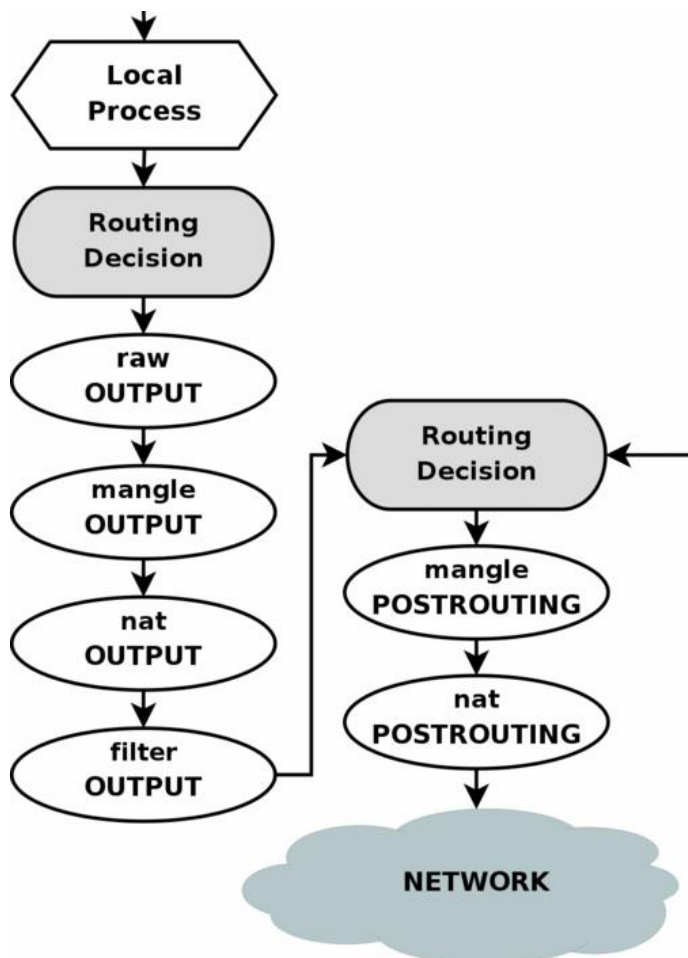 Local
Process
Routing
Decision
raw
OUTPUT
mangle
OUTPUT
nat
OUTPUT
filter
OUTPUT
Routing
Decision
mangle
POSTROUTING
nat
POSTROUTING
NETWORK